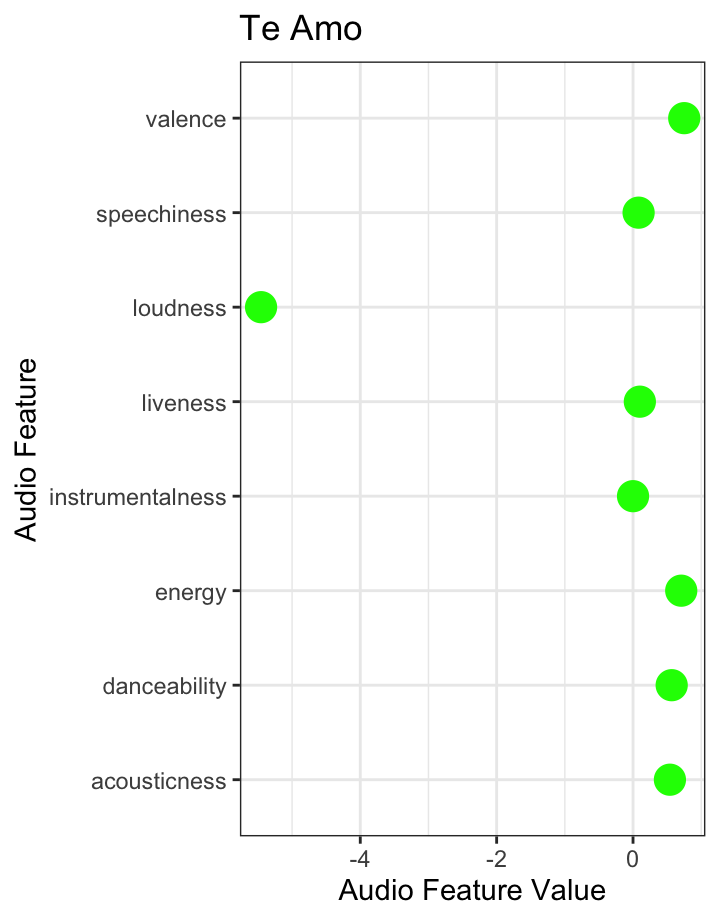 Te Amo
valence
speechiness
loudness
liveness
instrumentalness
energy
danceability
acousticness
Audio Feature
-4
-2
0
Audio Feature Value